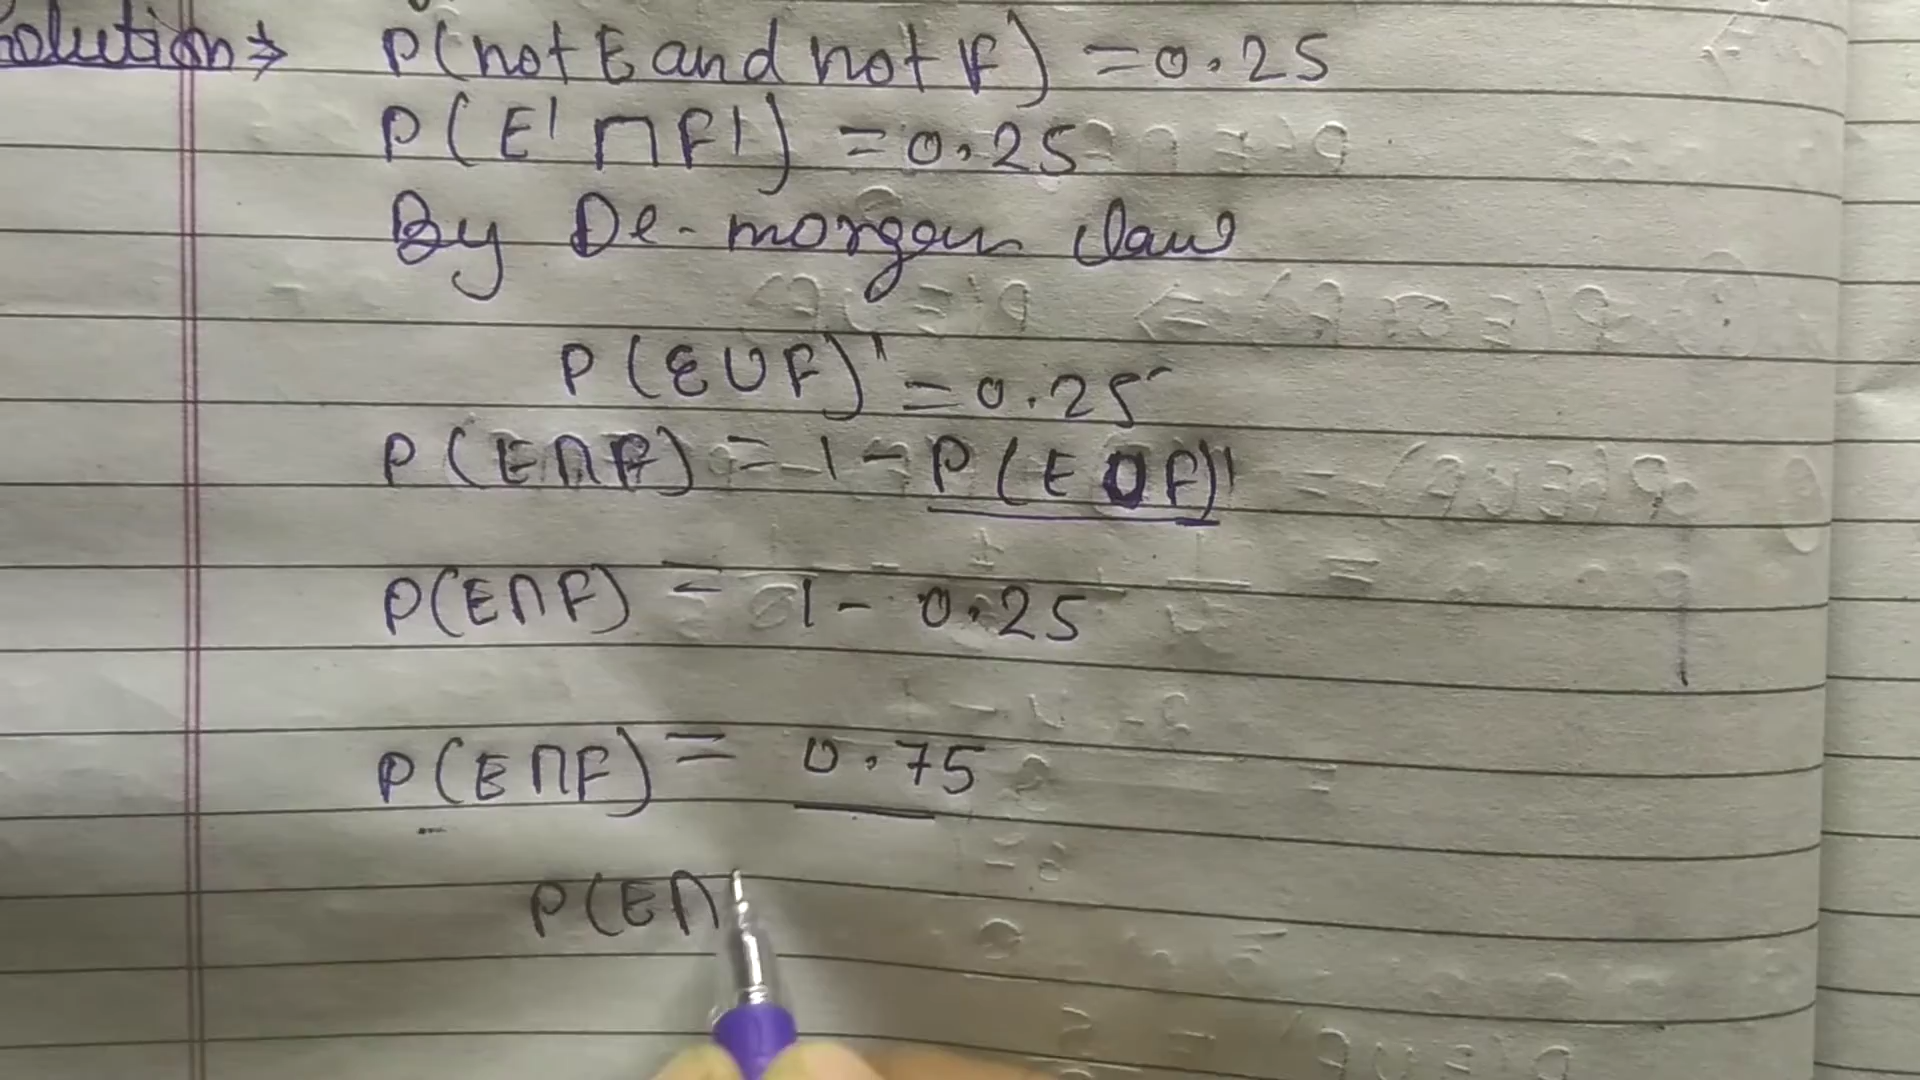 solution ⇒ P(not E and not F) = 0.25
P(E' ∩ F') = 0.25
By De-morgan law
P(E ∪ F)' = 0.25
P(E ∩ F) = 1 - P(E ∪ F)'
P(E ∩ F) = 1 - 0.25
P(E ∩ F) = 0.75
P(E ∩